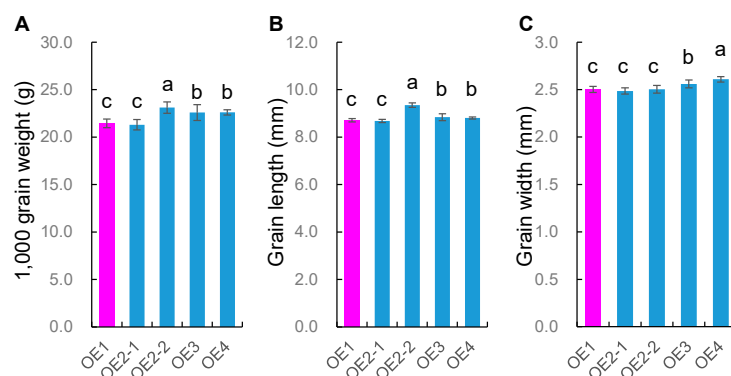 A
1,000 grain weight (g)
30.0
25.0
20.0
15.0
10.0
5.0
0.0
c c a b b
OE1 OE2-1 OE2-2 OE3 OE4
B
Grain length (mm)
12.0
10.0
8.0
6.0
4.0
2.0
0.0
c c a b b
OE1 OE2-1 OE2-2 OE3 OE4
C
Grain width (mm)
3.0
2.5
2.0
1.5
1.0
0.5
0.0
c c c b a
OE1 OE2-1 OE2-2 OE3 OE4